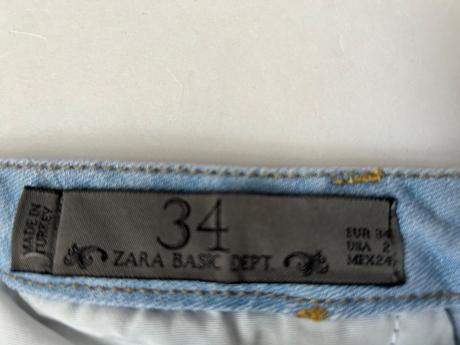 MADE IN
TURKEY
34
ZARA BASIC DEPT.
EUR 34
USA 2
MEX 24